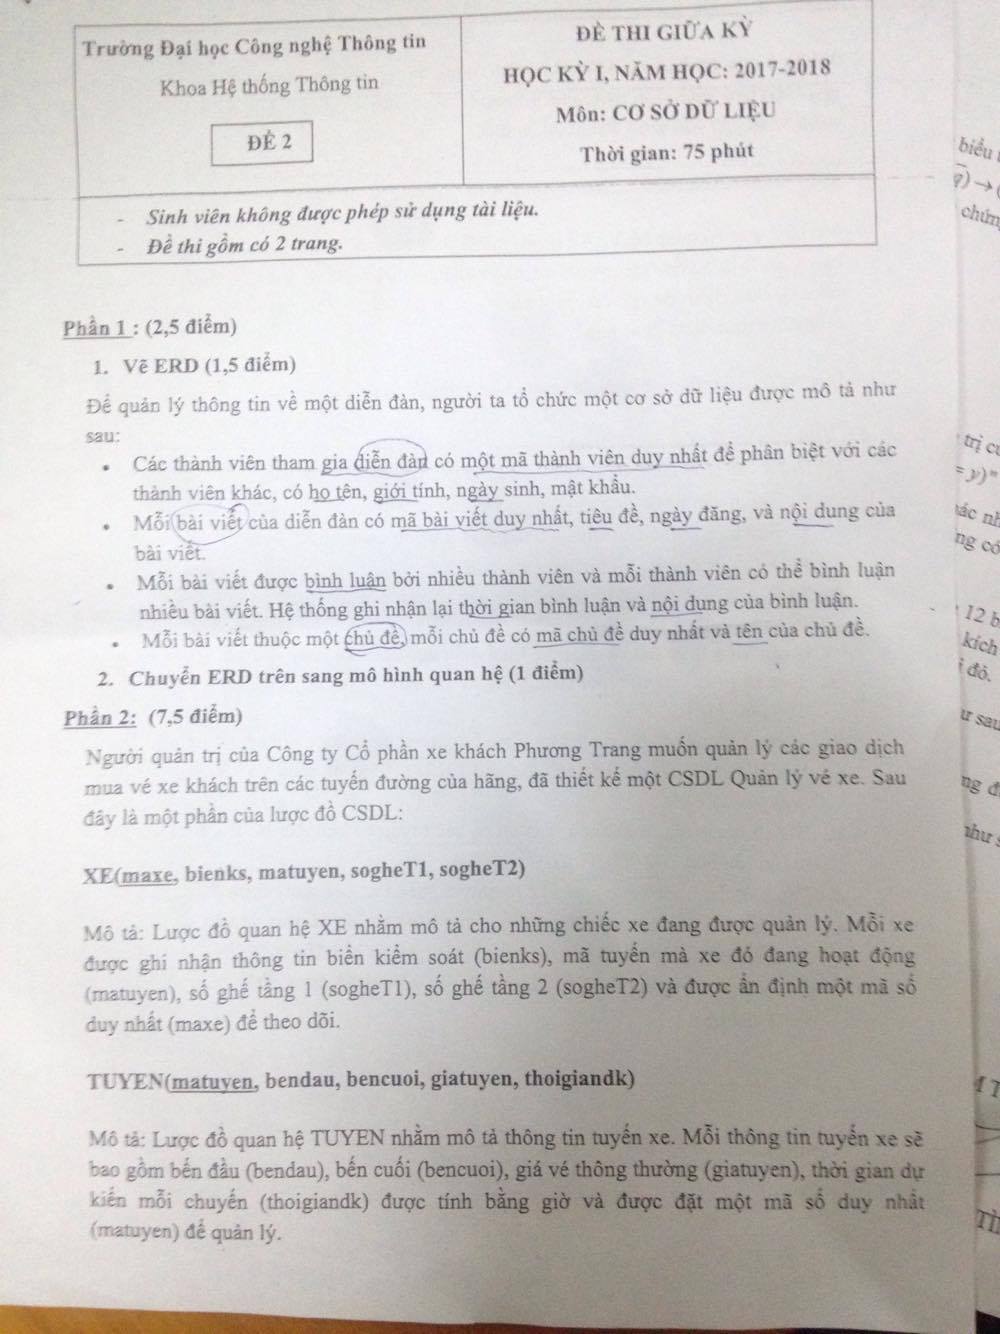 Trường Đại học Công nghệ Thông tin
Khoa Hệ thống Thông tin
ĐỀ 2
ĐỀ THI GIỮA KỲ
HỌC KỲ I, NĂM HỌC: 2017-2018
Môn: CƠ SỞ DỮ LIỆU
Thời gian: 75 phút
- Sinh viên không được phép sử dụng tài liệu.
- Đề thi gồm có 2 trang.
Phần 1 : (2,5 điểm)
1. Vẽ ERD (1,5 điểm)
Để quản lý thông tin về một diễn đàn, người ta tổ chức một cơ sở dữ liệu được mô tả như
sau:
• Các thành viên tham gia diễn đàn có một mã thành viên duy nhất để phân biệt với các
thành viên khác, có họ tên, giới tính, ngày sinh, mật khẩu.
• Mỗi bài viết của diễn đàn có mã bài viết duy nhất, tiêu đề, ngày đăng, và nội dung của
bài viết.
• Mỗi bài viết được bình luận bởi nhiều thành viên và mỗi thành viên có thể bình luận
nhiều bài viết. Hệ thống ghi nhận lại thời gian bình luận và nội dung của bình luận.
• Mỗi bài viết thuộc một chủ đề, mỗi chủ đề có mã chủ đề duy nhất và tên của chủ đề.
2. Chuyển ERD trên sang mô hình quan hệ (1 điểm)
Phần 2: (7,5 điểm)
Người quản trị của Công ty Cổ phần xe khách Phương Trang muốn quản lý các giao dịch
mua vé xe khách trên các tuyến đường của hãng, đã thiết kế một CSDL Quản lý vé xe. Sau
đây là một phần của lược đồ CSDL:
XE(maxe, bienks, matuyen, sogheT1, sogheT2)
Mô tả: Lược đồ quan hệ XE nhằm mô tả cho những chiếc xe đang được quản lý. Mỗi xe
được ghi nhận thông tin biển kiểm soát (bienks), mã tuyến mà xe đó đang hoạt động
(matuyen), số ghế tầng 1 (sogheT1), số ghế tầng 2 (sogheT2) và được ấn định một mã số
duy nhất (maxe) để theo dõi.
TUYEN(matuyen, bendau, bencuoi, giatuyen, thoigiandk)
Mô tả: Lược đồ quan hệ TUYEN nhằm mô tả thông tin tuyến xe. Mỗi thông tin tuyến xe sẽ
bao gồm bến đầu (bendau), bến cuối (bencuoi), giá vé thông thường (giatuyen), thời gian dự
kiến mỗi chuyến (thoigiandk) được tính bằng giờ và được đặt một mã số duy nhất
(matuyen) để quản lý.
biểu
chứn
12 b
kích
đó.
ư sau
như s